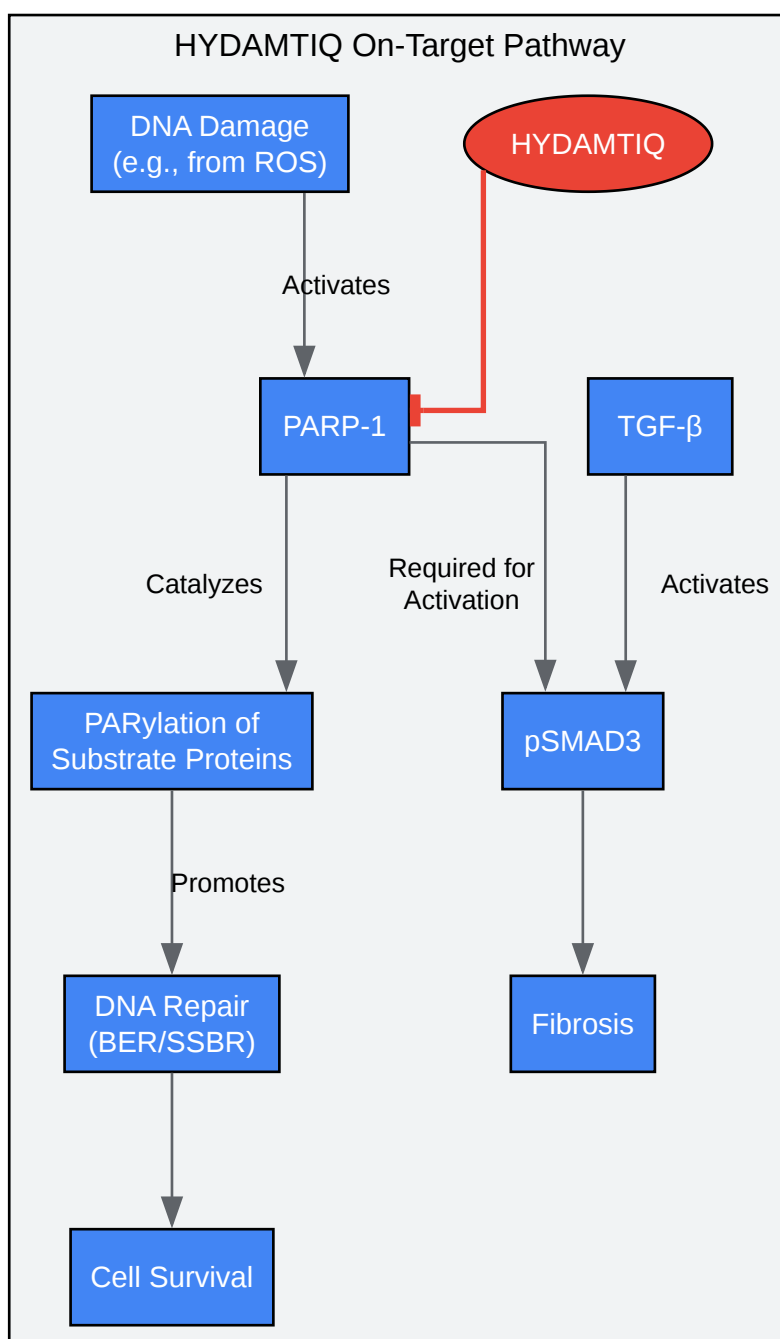 HYDAMTIQ On-Target Pathway
DNA Damage
(e.g., from ROS)
HYDAMTIQ
Activates
PARP-1
TGF-β
Catalyzes
Required for
Activation
Activates
PARylation of
Substrate Proteins
pSMAD3
Promotes
DNA Repair
(BER/SSBR)
Fibrosis
Cell Survival